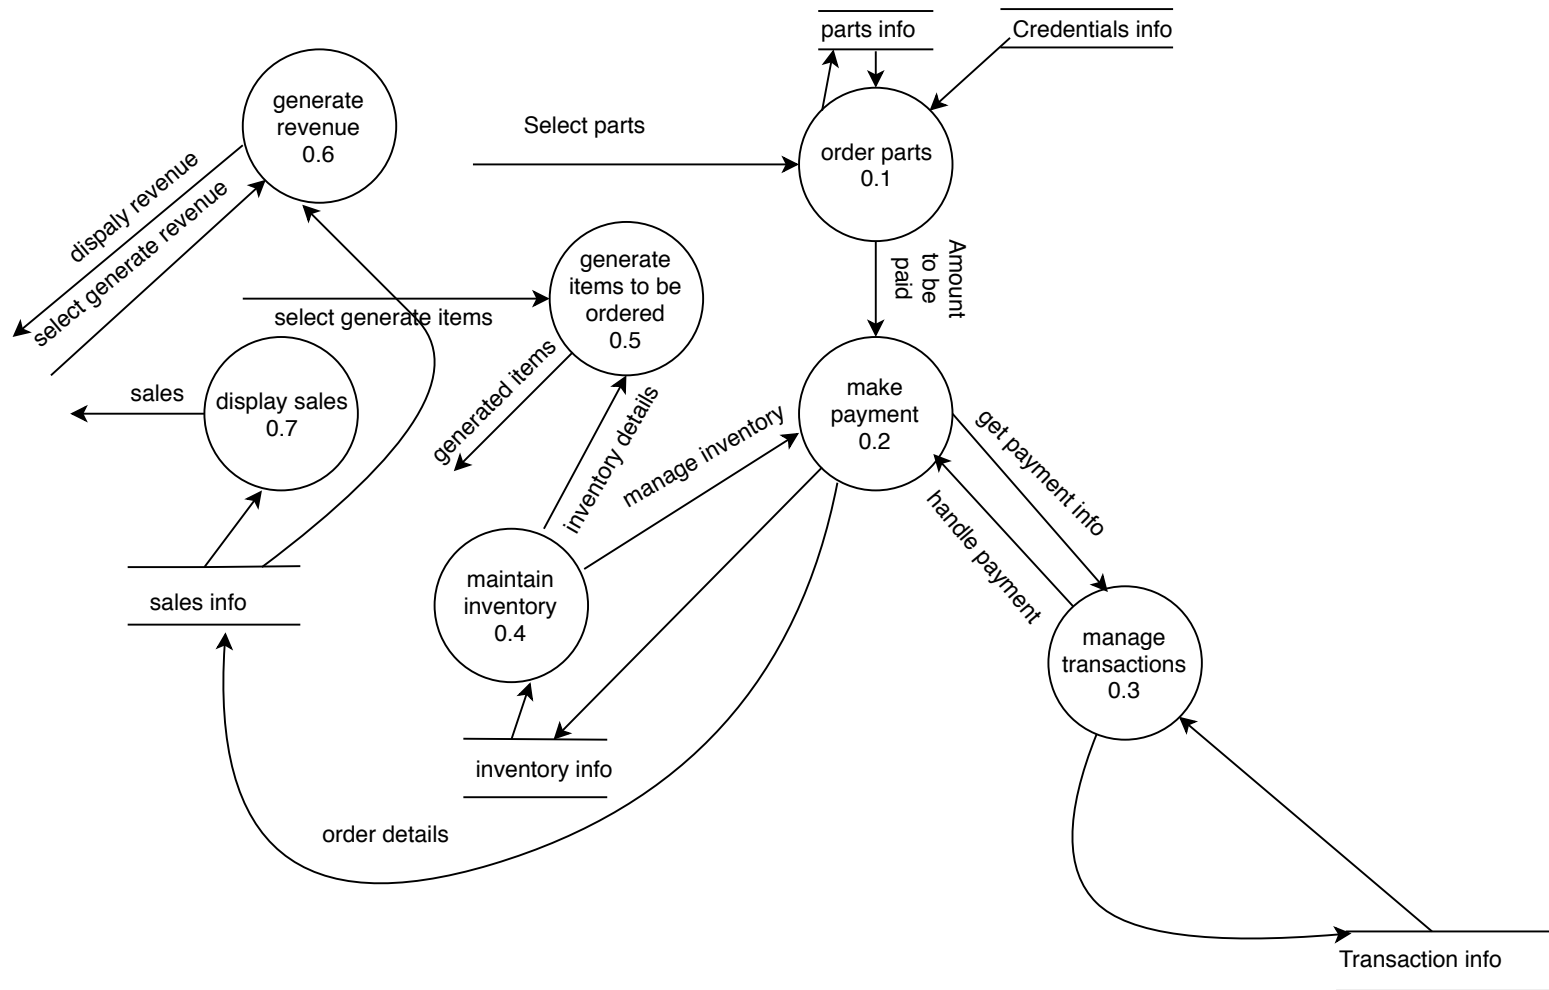 parts info
Credentials info
generate
revenue
0.6
Select parts
order parts
0.1
dispaly revenue
select generate revenue
generate
items to be
ordered
0.5
select generate items
Amount
to be
paid
sales
display sales
0.7
generated items
inventory details
manage inventory
make
payment
0.2
get payment info
handle payment
maintain
inventory
0.4
sales info
manage
transactions
0.3
inventory info
order details
Transaction info